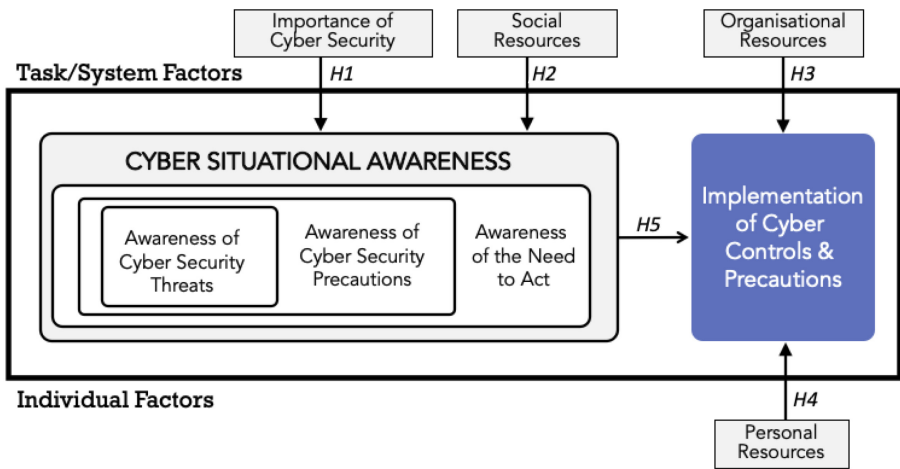 Importance of
Cyber Security
Social
Resources
Organisational
Resources
Task/System Factors
H1
H2
H3
CYBER SITUATIONAL AWARENESS
Awareness of
Cyber Security
Threats
Awareness of
Cyber Security
Precautions
Awareness
of the Need
to Act
H5
Implementation
of Cyber
Controls &
Precautions
Individual Factors
H4
Personal
Resources